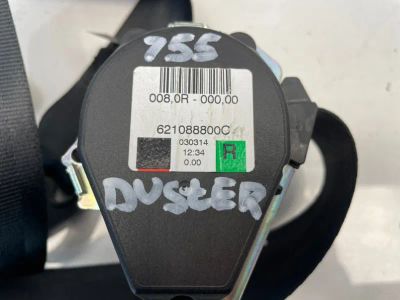 755
008,0R - 000,00
621088800C
030314
12:34
0.00
R
DUSTER